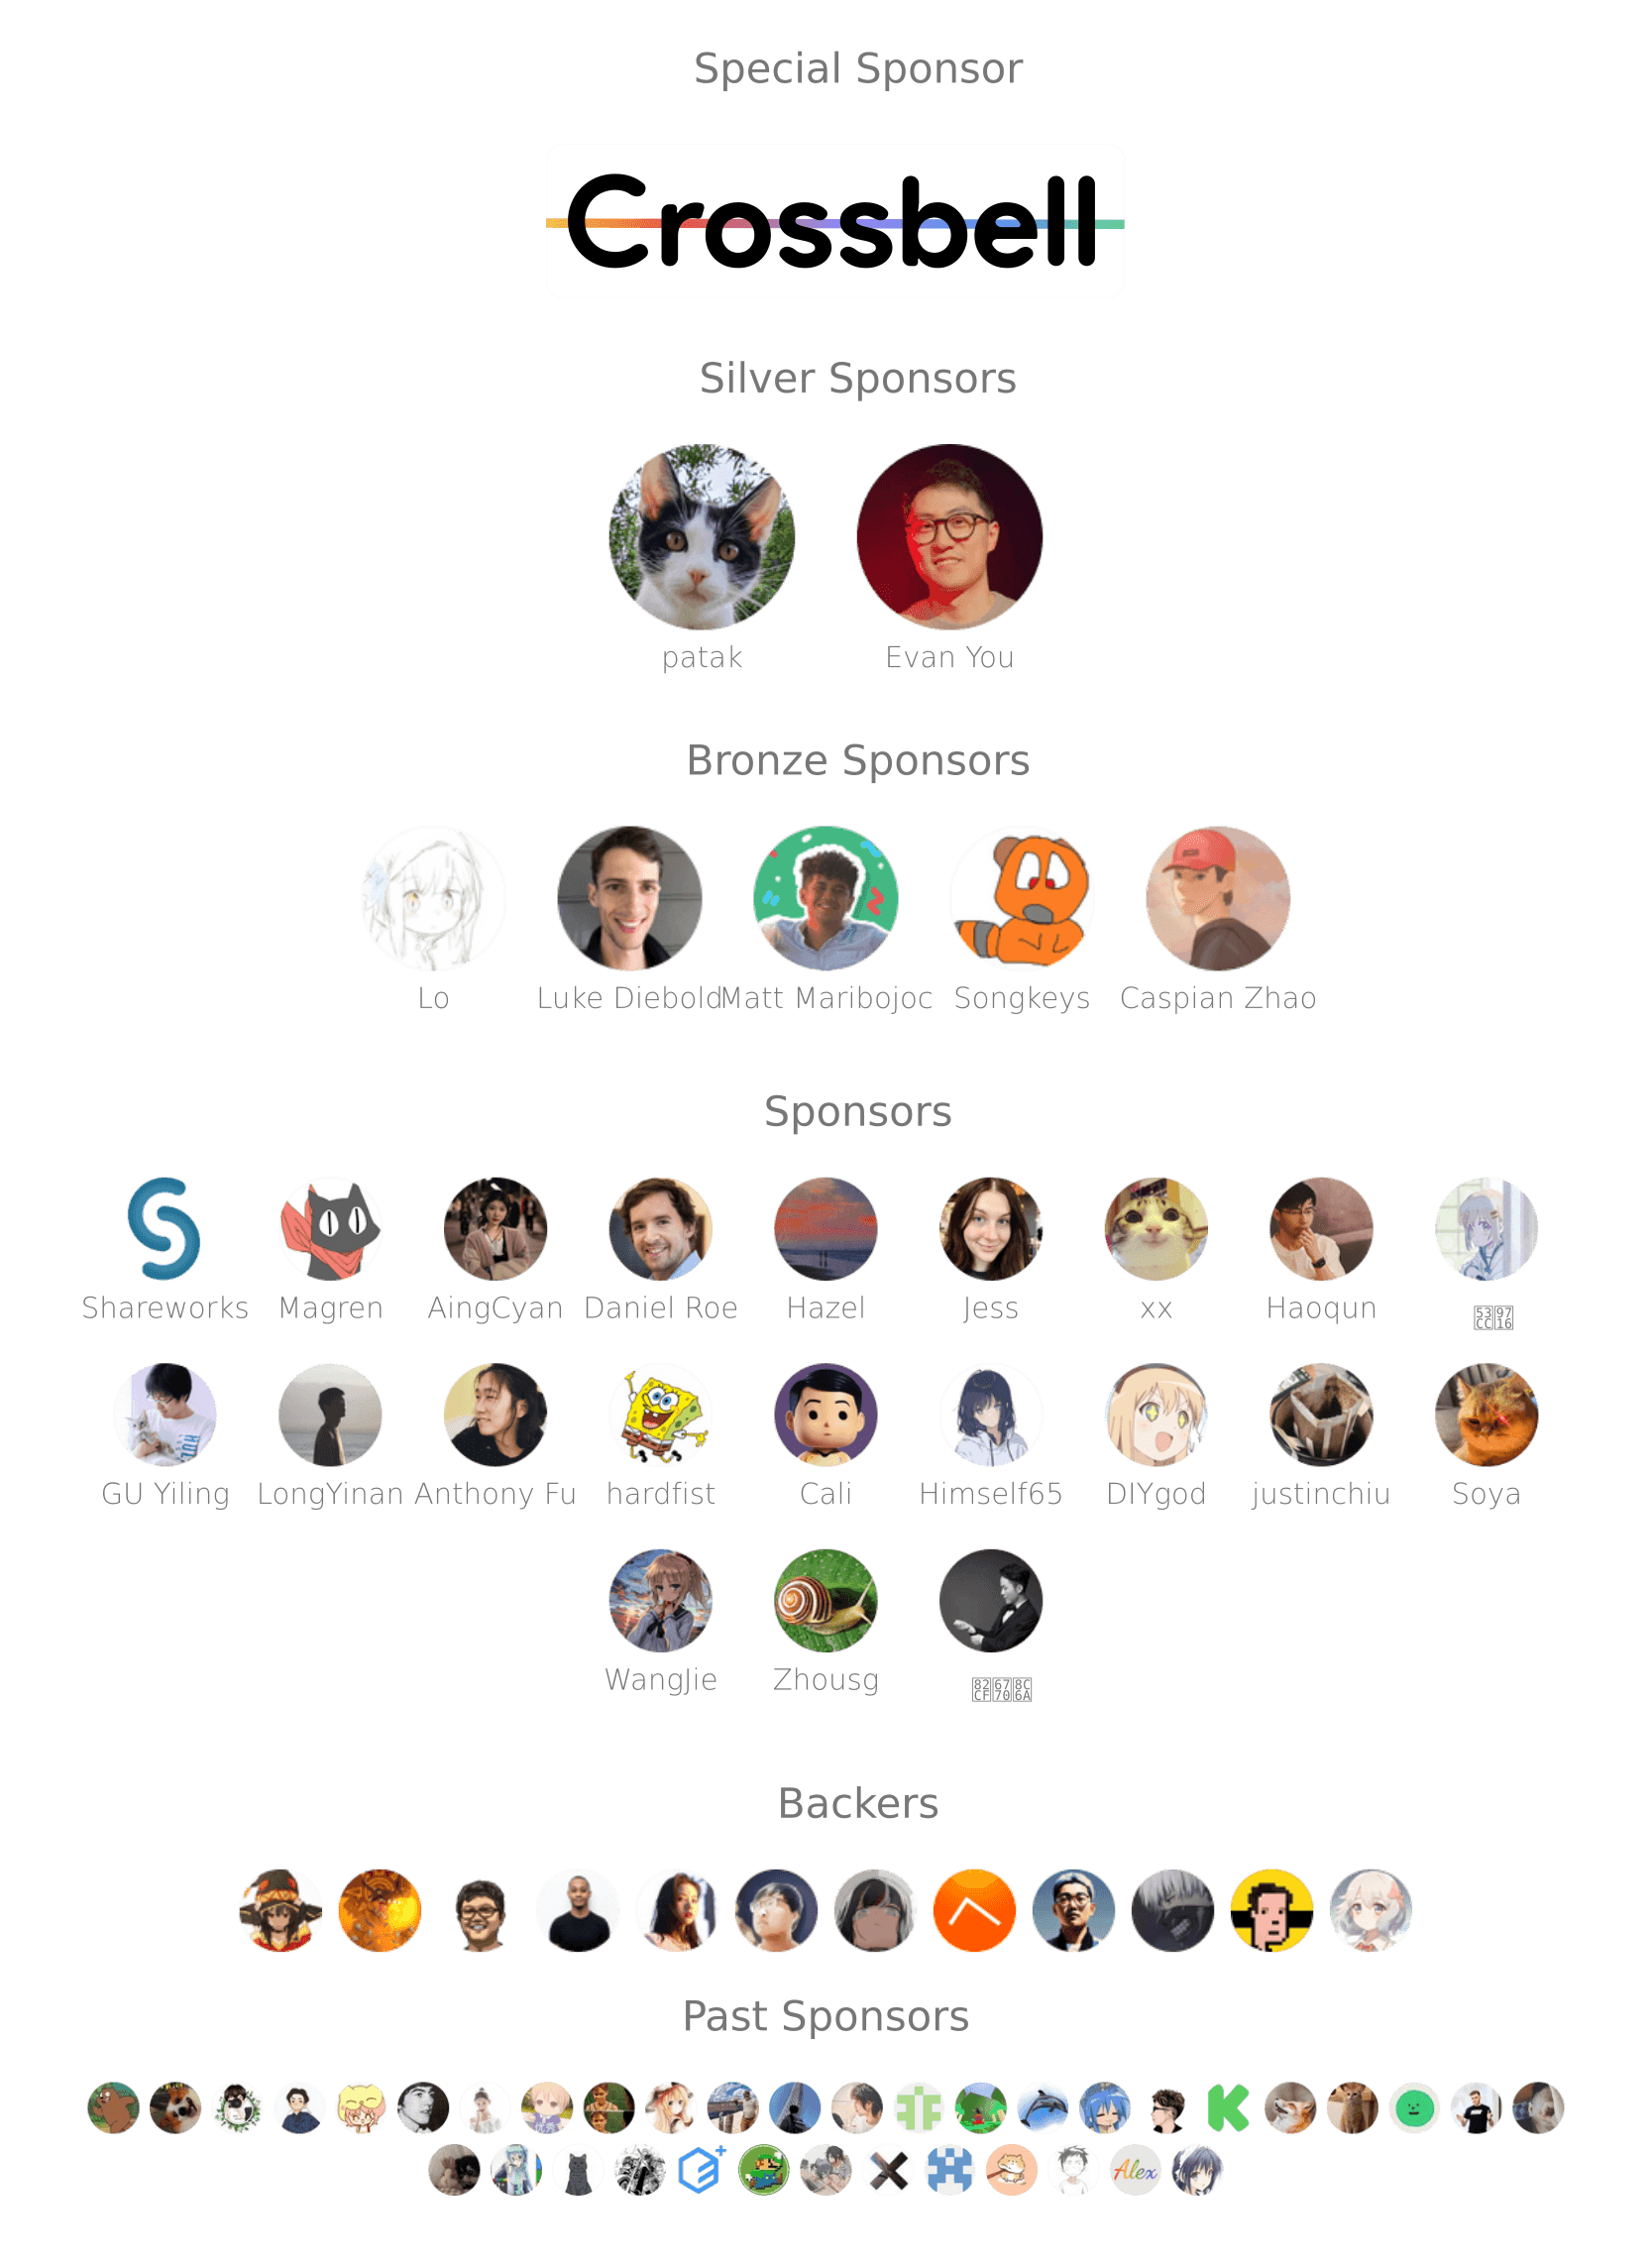 Special Sponsor
Crossbell
Silver Sponsors
patak Evan You
Bronze Sponsors
Lo Luke Diebold Matt Maribojoc Songkeys Caspian Zhao
Sponsors
Shareworks Magren AingCyan Daniel Roe Hazel Jess xx Haoqun
GU Yiling LongYinan Anthony Fu hardfist Cali Himself65 DIYgod justinchiu Soya
WangJie Zhousg
Backers
Past Sponsors
Alex